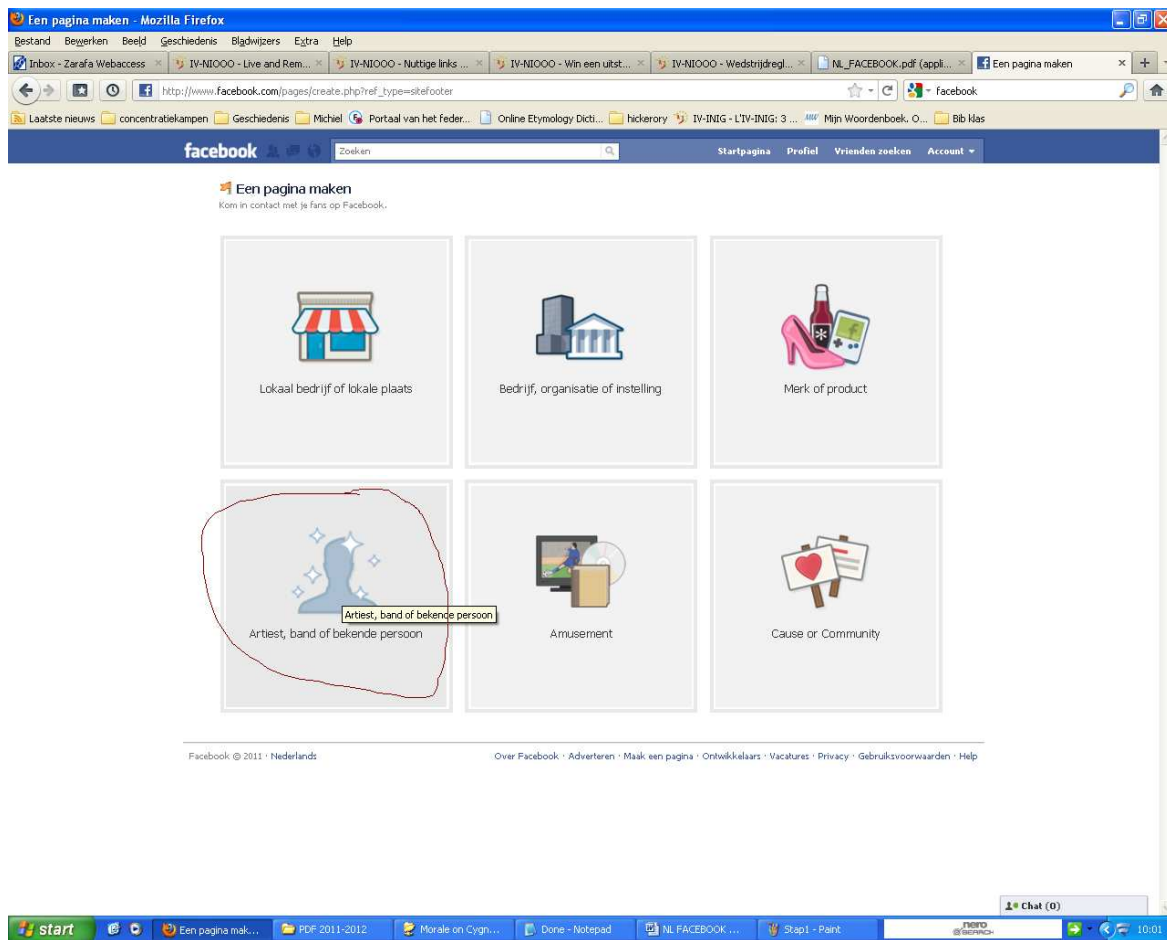 Een pagina maken - Mozilla Firefox
Bestand Bewerken Beeld Geschiedenis Bladwijzers Extra Help
Inbox - Zarafa Webaccess IV-NIOOO - Live and Rem... IV-NIOOO - Nuttige links ... IV-NIOOO - Win een uitst... IV-NIOOO - Wedstrijdregl... NL_FACEBOOK.pdf (appli... Een pagina maken
http://www.facebook.com/pages/create.php?ref_type=sitefooter facebook
Laatste nieuws concentratiekampen Geschiedenis Michiel Portaal van het feder... Online Etymology Dicti... hickerory IV-INIG - L'IV-INIG: 3 ... Mijn Woordenboek. O... Bib klas
facebook Zoeken Startpagina Profiel Vrienden zoeken Account
Een pagina maken
Kom in contact met je fans op Facebook.
Lokaal bedrijf of lokale plaats Bedrijf, organisatie of instelling Merk of product
Artiest, band of bekende persoon
Artiest, band of bekende persoon Amusement Cause or Community
Facebook © 2011 · Nederlands Over Facebook · Adverteren · Maak een pagina · Ontwikkelaars · Vacatures · Privacy · Gebruiksvoorwaarden · Help
Chat (0)
start Een pagina mak... PDF 2011-2012 Morale on Cygn... Done - Notepad NL FACEBOOK ... Stap1 - Paint nero SEARCH 10:01